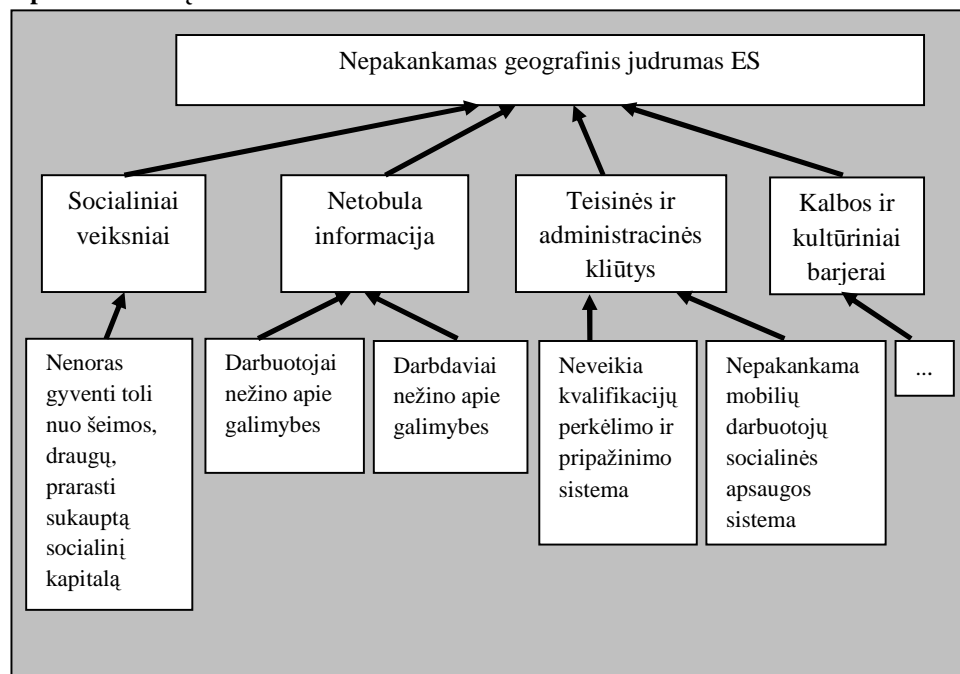 Nepakankamas geografinis judrumas ES
Socialiniai
veiksniai
Netobula
informacija
Teisinės ir
administracinės
kliūtys
Kalbos ir
kultūriniai
barjerai
Nenoras
gyventi toli
nuo šeimos,
draugų,
prarasti
sukauptą
socialinį
kapitalą
Darbuotojai
nežino apie
galimybes
Darbdaviai
nežino apie
galimybes
Neveikia
kvalifikacijų
perkėlimo ir
pripažinimo
sistema
Nepakankama
mobilių
darbuotojų
socialinės
apsaugos
sistema
...